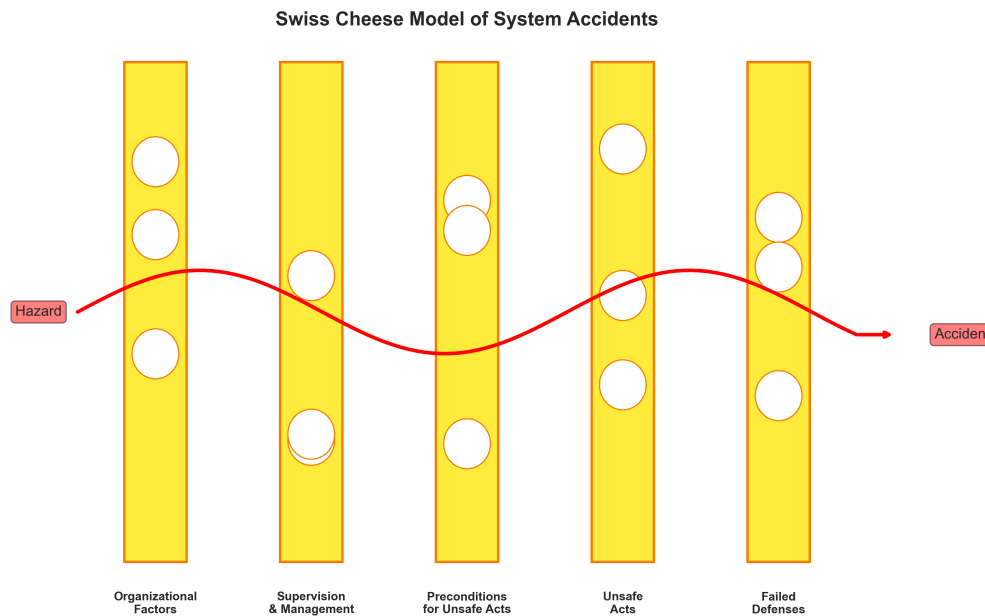 Swiss Cheese Model of System Accidents
Hazard
Acciden
Organizational
Factors
Supervision
& Management
Preconditions
for Unsafe Acts
Unsafe
Acts
Failed
Defenses